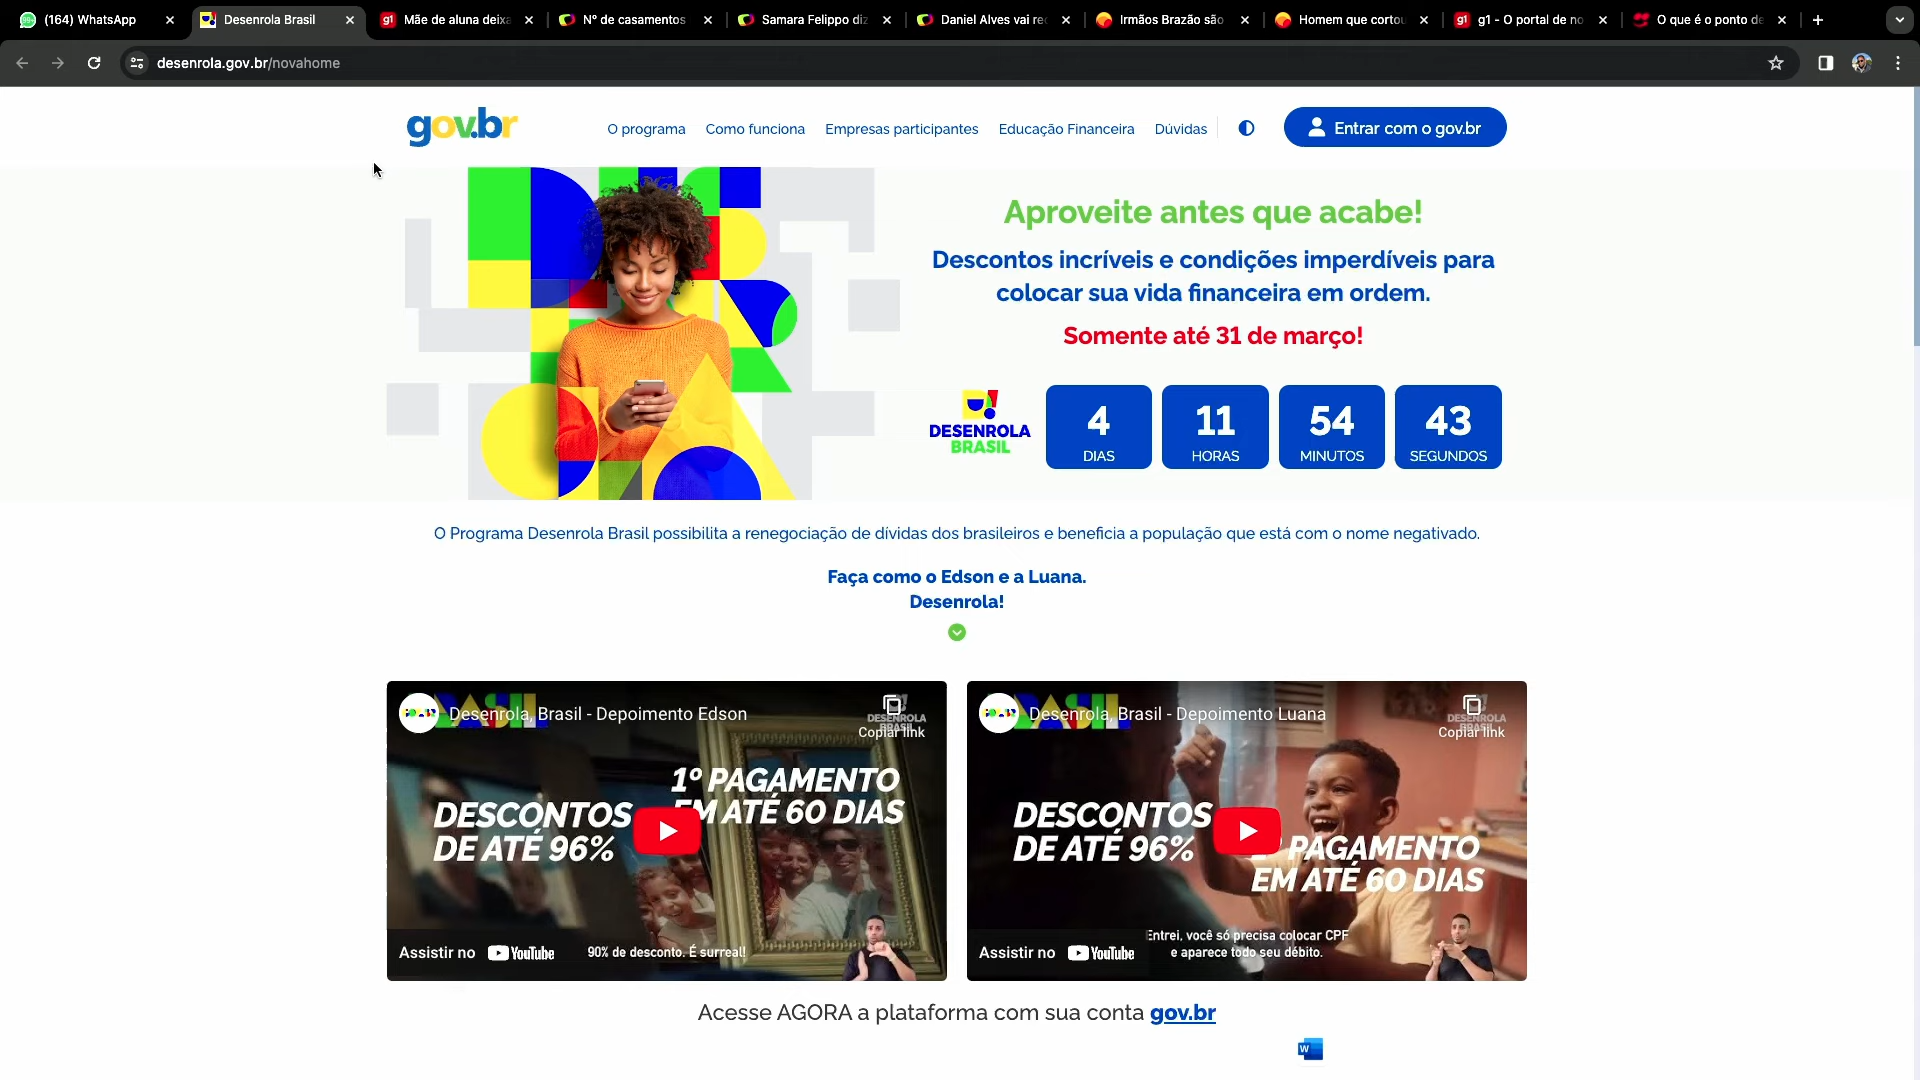 (164) WhatsApp
Desenrola Brasil
Mãe de aluna deixa
Nº de casamentos
Samara Felippo diz
Daniel Alves vai rec
Irmãos Brazão são
Homem que cortou
g1 - O portal de no
O que é o ponto de
desenrola.gov.br/novahome
gov.br
O programa
Como funciona
Empresas participantes
Educação Financeira
Dúvidas
Entrar com o gov.br
Aproveite antes que acabe!
Descontos incríveis e condições imperdíveis para
colocar sua vida financeira em ordem.
Somente até 31 de março!
DESENROLA
BRASIL
4
DIAS
11
HORAS
54
MINUTOS
43
SEGUNDOS
O Programa Desenrola Brasil possibilita a renegociação de dívidas dos brasileiros e beneficia a população que está com o nome negativado.
Faça como o Edson e a Luana.
Desenrola!
Desenrola, Brasil - Depoimento Edson
DESENROLA
BRASIL
Copiar link
1º PAGAMENTO
EM ATÉ 60 DIAS
DESCONTOS
DE ATÉ 96%
Assistir no YouTube
90% de desconto. É surreal!
Desenrola, Brasil - Depoimento Luana
DESENROLA
BRASIL
Copiar link
DESCONTOS
DE ATÉ 96%
1º PAGAMENTO
EM ATÉ 60 DIAS
Assistir no YouTube
Entrei, você só precisa colocar CPF
e aparece todo seu débito.
Acesse AGORA a plataforma com sua conta gov.br
W